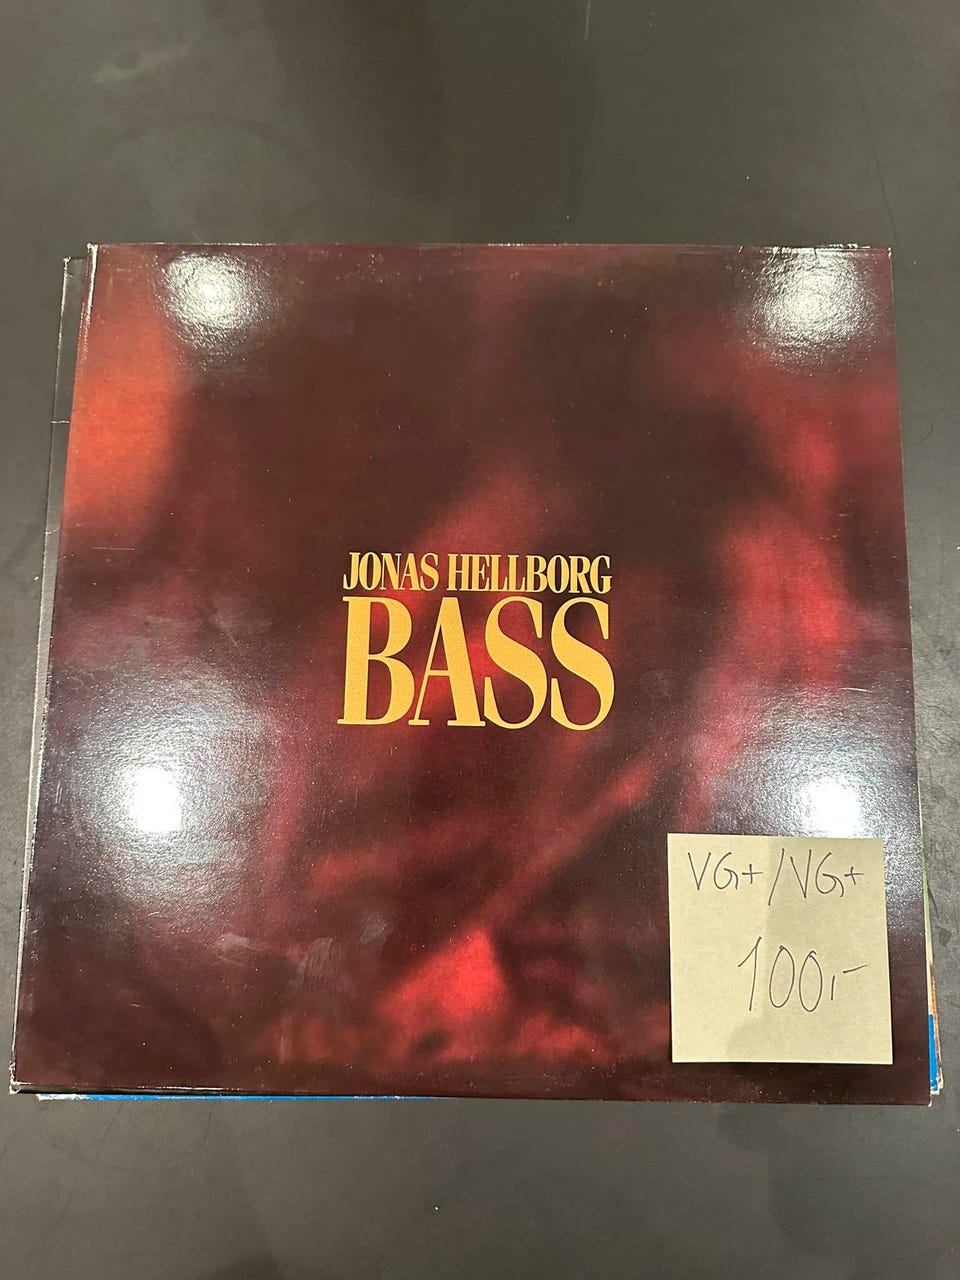 JONAS HELLBORG
BASS
VG+/VG+
100,-